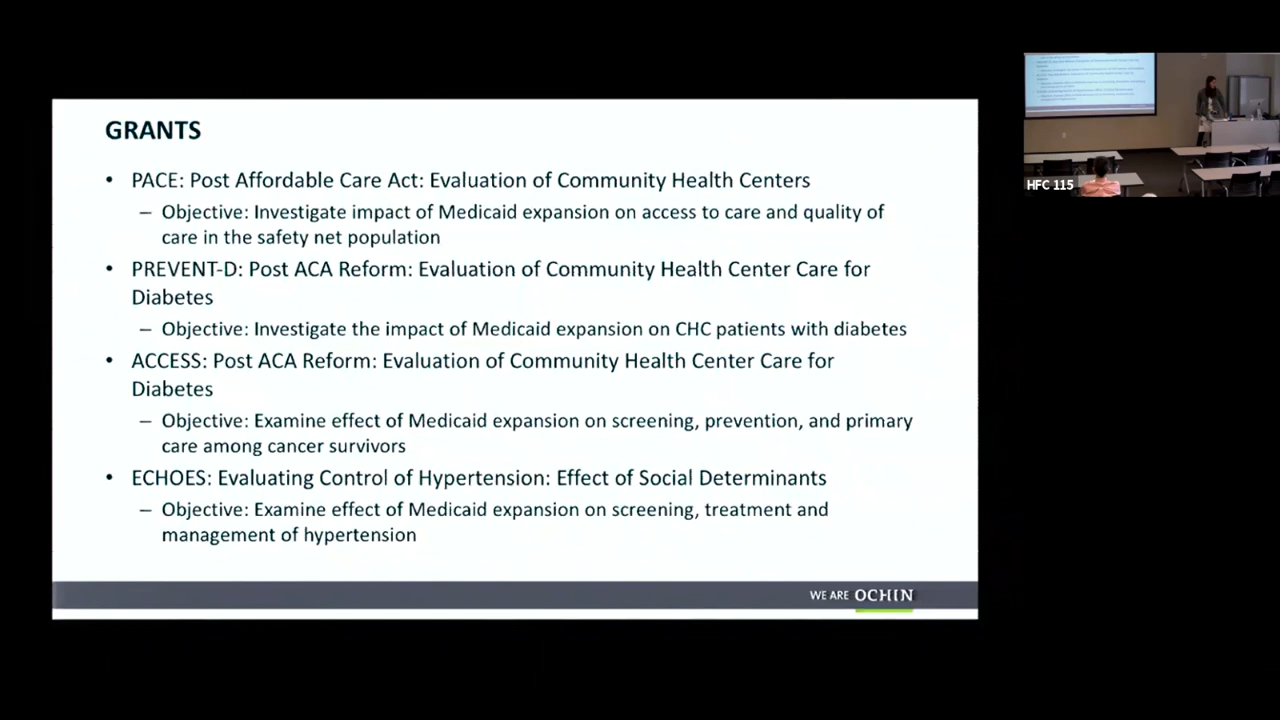 GRANTS
• PACE: Post Affordable Care Act: Evaluation of Community Health Centers
– Objective: Investigate impact of Medicaid expansion on access to care and quality of
care in the safety net population
• PREVENT-D: Post ACA Reform: Evaluation of Community Health Center Care for
Diabetes
– Objective: Investigate the impact of Medicaid expansion on CHC patients with diabetes
• ACCESS: Post ACA Reform: Evaluation of Community Health Center Care for
Diabetes
– Objective: Examine effect of Medicaid expansion on screening, prevention, and primary
care among cancer survivors
• ECHOES: Evaluating Control of Hypertension: Effect of Social Determinants
– Objective: Examine effect of Medicaid expansion on screening, treatment and
management of hypertension
WE ARE OCHIN
HFC 115